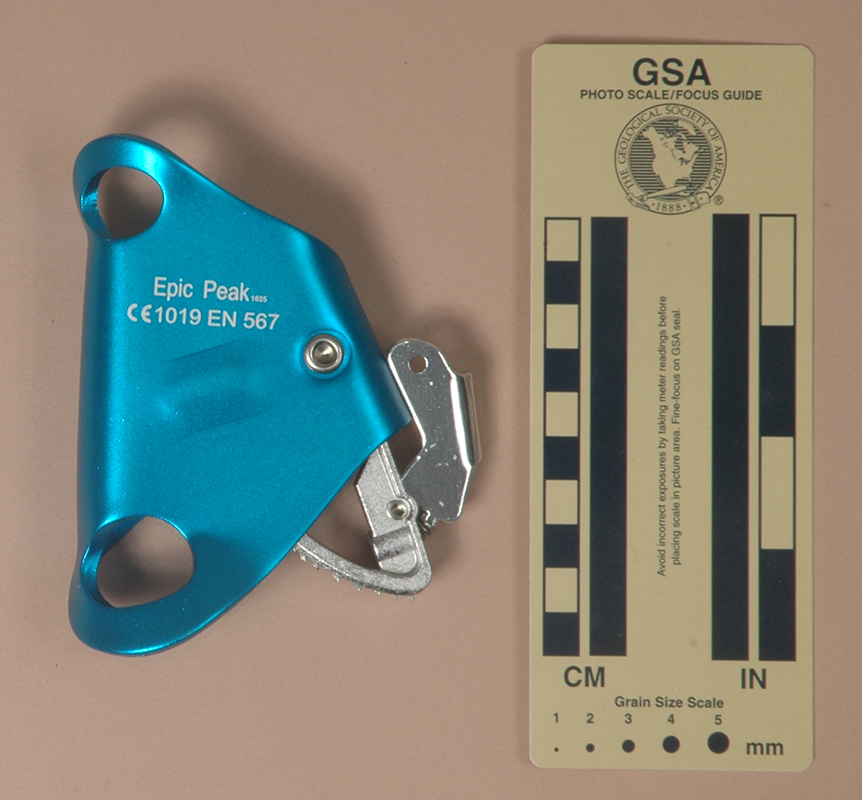 Epic Peak 1605
CE 1019 EN 567
GSA
PHOTO SCALE/FOCUS GUIDE
THE GEOLOGICAL SOCIETY OF AMERICA
1888
®
Avoid incorrect exposures by taking meter readings before
placing scale in picture area. Fine-focus on GSA seal.
CM IN
Grain Size Scale
1 2 3 4 5
mm